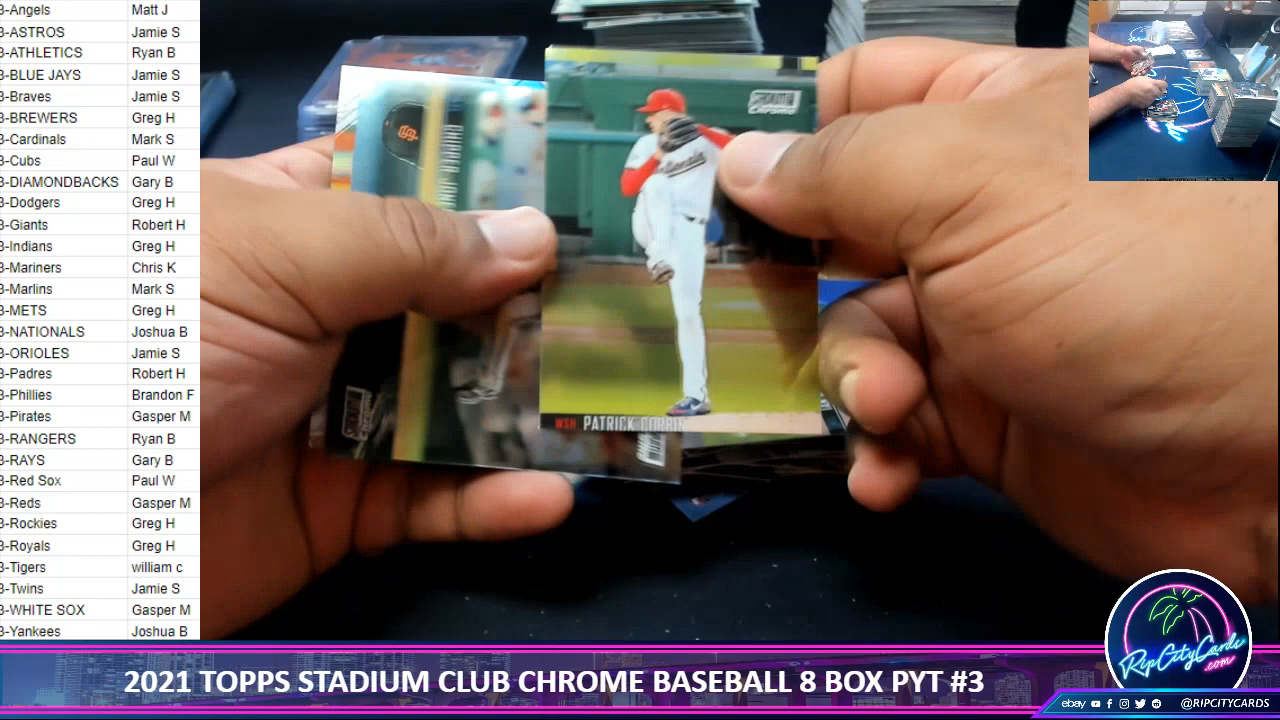 3-Angels Matt J
3-ASTROS Jamie S
3-ATHLETICS Ryan B
3-BLUE JAYS Jamie S
3-Braves Jamie S
3-BREWERS Greg H
3-Cardinals Mark S
3-Cubs Paul W
3-DIAMONDBACKS Gary B
3-Dodgers Greg H
3-Giants Robert H
3-Indians Greg H
3-Mariners Chris K
3-Marlins Mark S
3-METS Greg H
3-NATIONALS Joshua B
3-ORIOLES Jamie S
3-Padres Robert H
3-Phillies Brandon F
3-Pirates Gasper M
3-RANGERS Ryan B
3-RAYS Gary B
3-Red Sox Paul W
3-Reds Gasper M
3-Rockies Greg H
3-Royals Greg H
3-Tigers william c
3-Twins Jamie S
3-WHITE SOX Gasper M
3-Yankees Joshua B
CHIPPER JONE
WSH PATRICK CORBIN
RipCityCards
.com
2021 TOPPS STADIUM CLUB CHROME BASEBALL 8 BOX PYT #3
ebay @RIPCITYCARDS